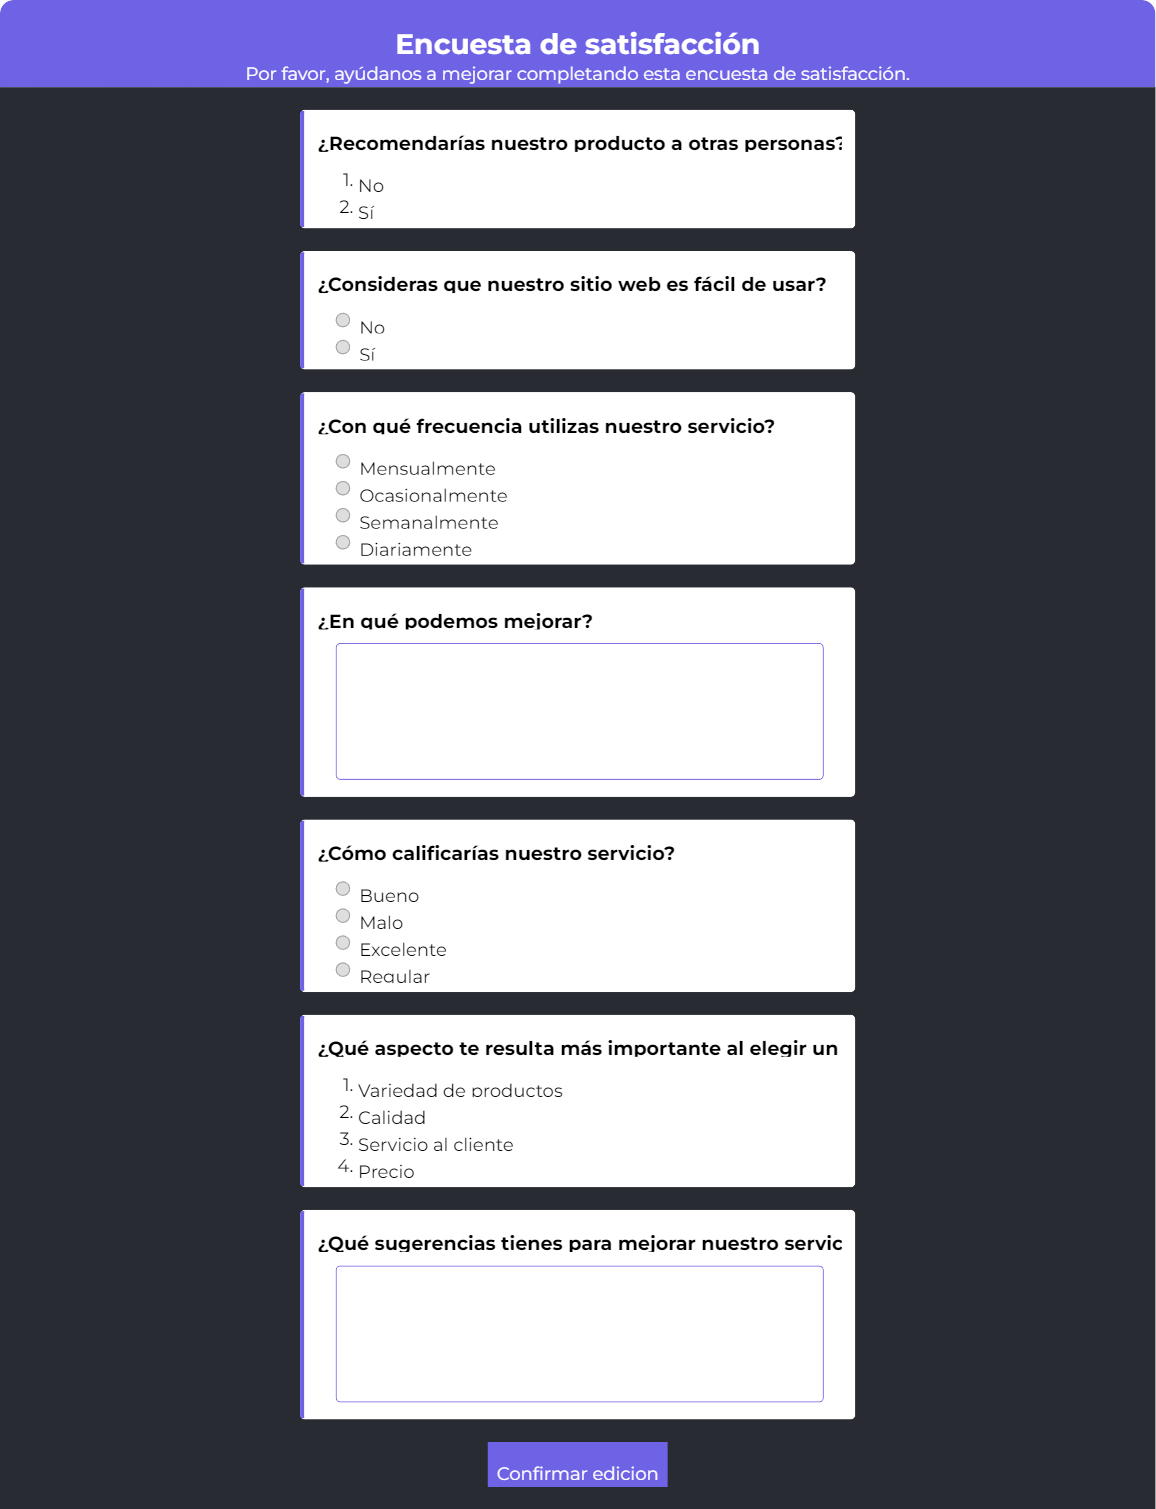 Encuesta de satisfacción
Por favor, ayúdanos a mejorar completando esta encuesta de satisfacción.
¿Recomendarías nuestro producto a otras personas?
1. No
2. Sí
¿Consideras que nuestro sitio web es fácil de usar?
No
Sí
¿Con qué frecuencia utilizas nuestro servicio?
Mensualmente
Ocasionalmente
Semanalmente
Diariamente
¿En qué podemos mejorar?
¿Cómo calificarías nuestro servicio?
Bueno
Malo
Excelente
Regular
¿Qué aspecto te resulta más importante al elegir un
1. Variedad de productos
2. Calidad
3. Servicio al cliente
4. Precio
¿Qué sugerencias tienes para mejorar nuestro servic
Confirmar edicion